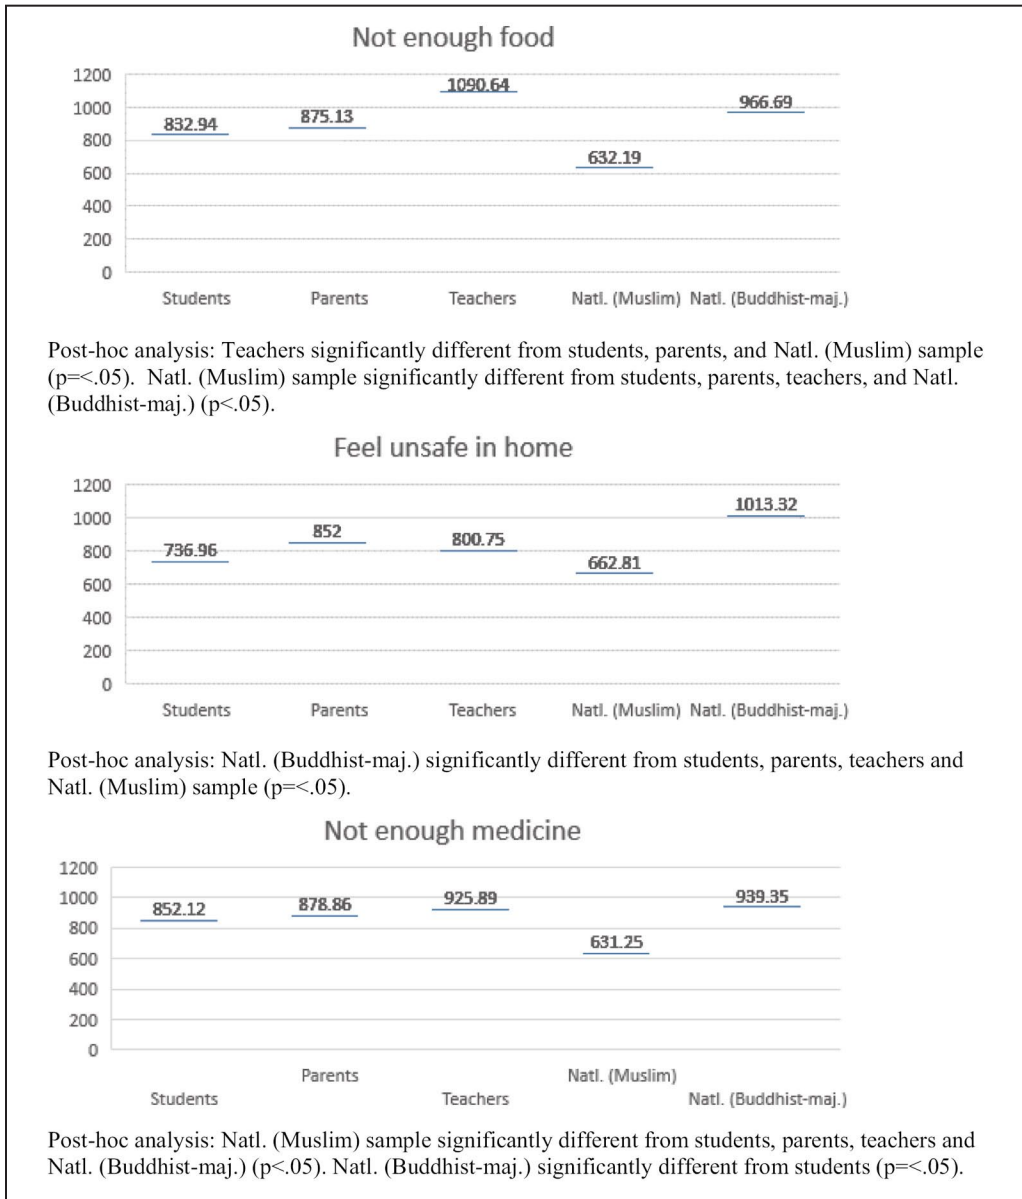 Not enough food
1200
1000
800
600
400
200
0
832.94
875.13
1090.64
632.19
966.69
Students Parents Teachers Natl. (Muslim) Natl. (Buddhist-maj.)
Post-hoc analysis: Teachers significantly different from students, parents, and Natl. (Muslim) sample
(p=<.05). Natl. (Muslim) sample significantly different from students, parents, teachers, and Natl.
(Buddhist-maj.) (p<.05).
Feel unsafe in home
1200
1000
800
600
400
200
0
736.96
852
800.75
662.81
1013.32
Students Parents Teachers Natl. (Muslim) Natl. (Buddhist-maj.)
Post-hoc analysis: Natl. (Buddhist-maj.) significantly different from students, parents, teachers and
Natl. (Muslim) sample (p=<.05).
Not enough medicine
1200
1000
800
600
400
200
0
852.12
878.86
925.89
631.25
939.35
Parents Natl. (Muslim)
Students Teachers Natl. (Buddhist-maj.)
Post-hoc analysis: Natl. (Muslim) sample significantly different from students, parents, teachers and
Natl. (Buddhist-maj.) (p<.05). Natl. (Buddhist-maj.) significantly different from students (p=<.05).